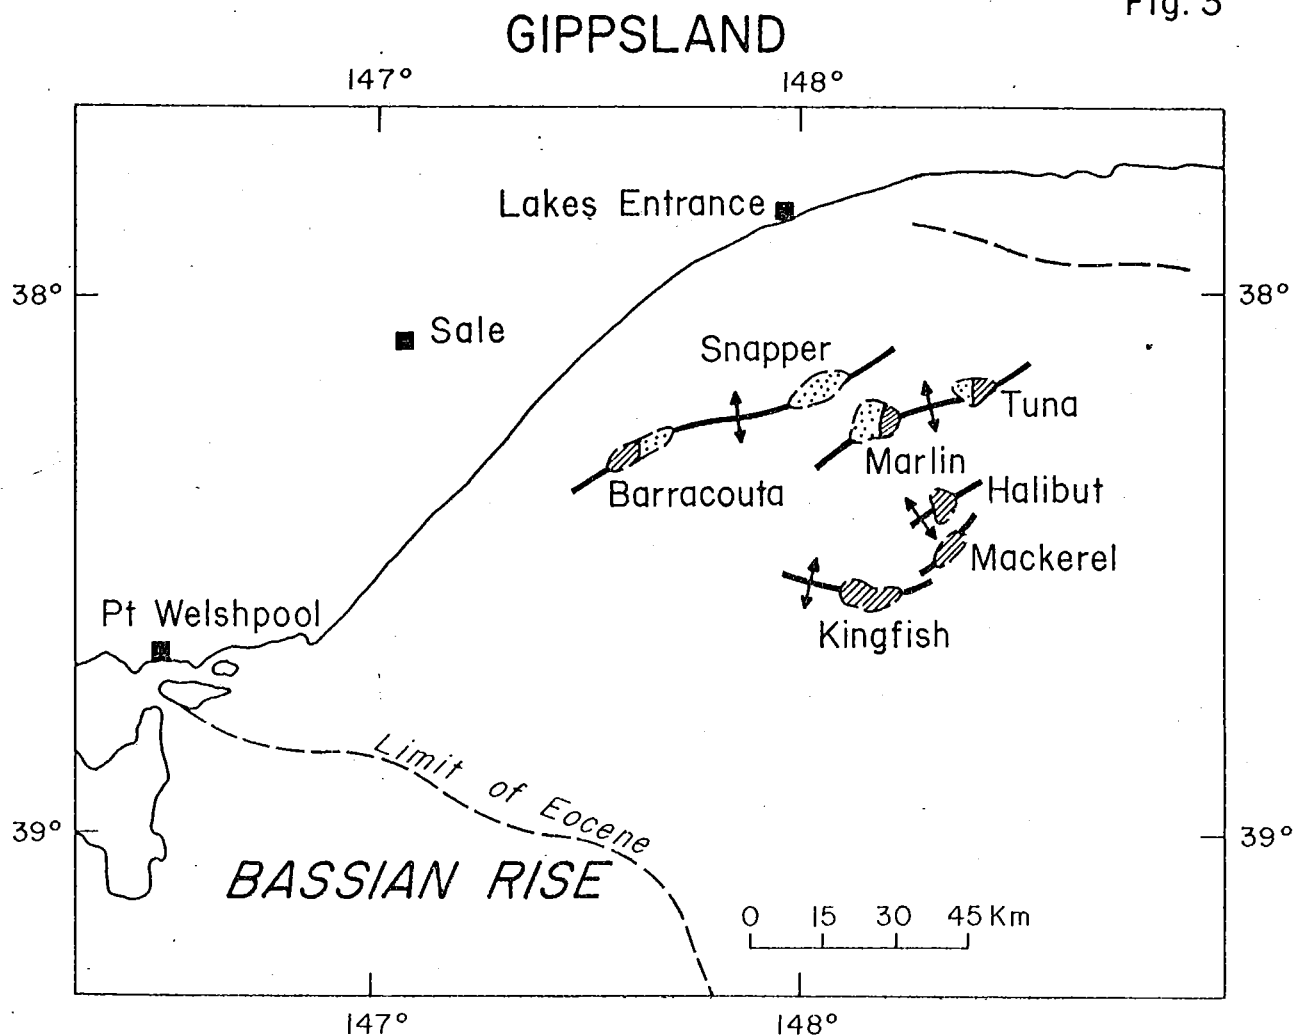 Fig. 3
GIPPSLAND
147° 148°
Lakes Entrance
38° 38°
Sale
Snapper
Tuna
Marlin
Barracouta
Halibut
Mackerel
Pt Welshpool
Kingfish
Limit of Eocene
39° 39°
BASSIAN RISE
0 15 30 45 Km
147° 148°